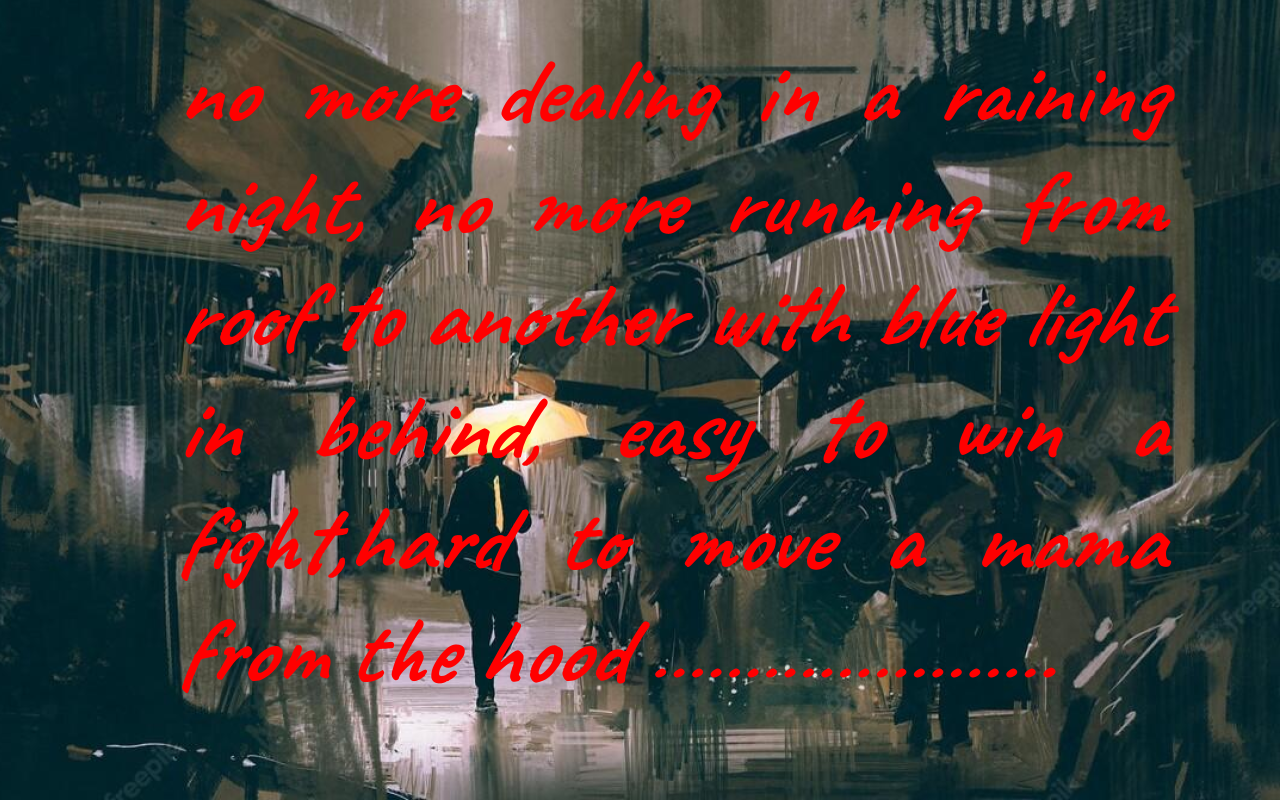 no more dealing in a raining
night, no more running from
roof to another with blue light
in behind, easy to win a
fight,hard to move a mama
from the hood .....................
freepik